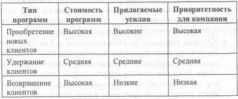 Тип программ
Стоимость программ
Прилагаемые усилия
Приоритетность для компании
Приобретение новых клиентов
Высокая
Высокие
Высокая
Удержание клиентов
Средняя
Средние
Средняя
Возвращение клиентов
Высокая
Низкие
Низкая